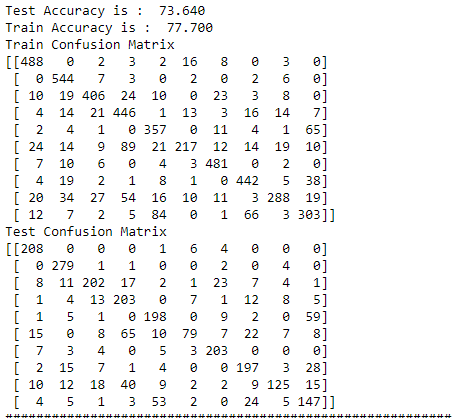 Test Accuracy is :  73.640
Train Accuracy is :  77.700
Train Confusion Matrix
[[488   0   2   3   2  16   8   0   3   0]
 [  0 544   7   3   0   2   0   2   6   0]
 [ 10  19 406  24  10   0  23   3   8   0]
 [  4  14  21 446   1  13   3  16  14   7]
 [  2   4   1   0 357   0  11   4   1  65]
 [ 24  14   9  89  21 217  12  14  19  10]
 [  7  10   6   0   4   3 481   0   2   0]
 [  4  19   2   1   8   1   0 442   5  38]
 [ 20  34  27  54  16  10  11   3 288  19]
 [ 12   7   2   5  84   0   1  66   3 303]]
Test Confusion Matrix
[[208   0   0   0   1   6   4   0   0   0]
 [  0 279   1   1   0   0   2   0   4   0]
 [  8  11 202  17   2   1  23   7   4   1]
 [  1   4  13 203   0   7   1  12   8   5]
 [  1   5   1   0 198   0   9   2   0  59]
 [ 15   0   8  65  10  79   7  22   7   8]
 [  7   3   4   0   5   3 203   0   0   0]
 [  2  15   7   1   4   0   0 197   3  28]
 [ 10  12  18  40   9   2   2   9 125  15]
 [  4   5   1   3  53   2   0  24   5 147]]